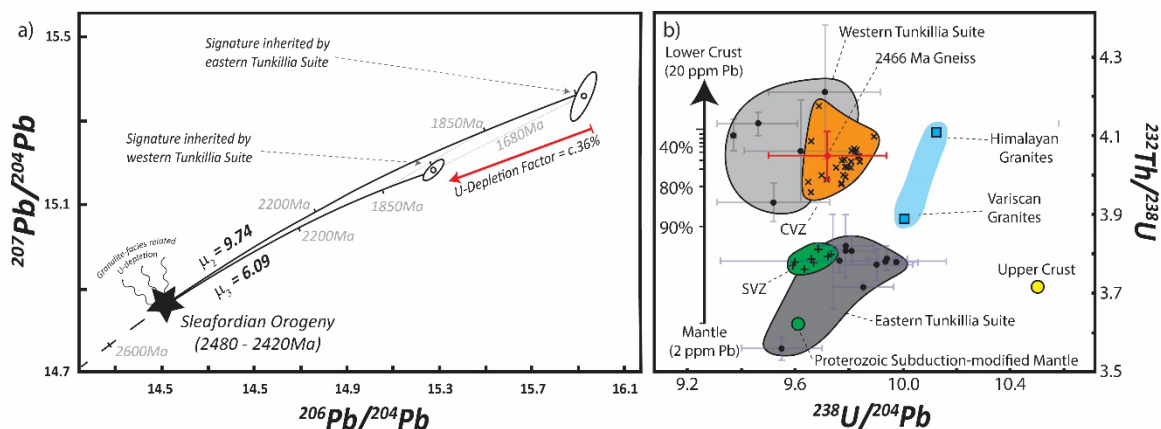 a)
15.5
15.1
14.7
207Pb/204Pb
14.5
14.5
14.9
15.3
15.7
16.1
206Pb/204Pb
Signature inherited by
eastern Tunkillia Suite
Signature inherited by
western Tunkillia Suite
1850Ma
1680Ma
U-Depletion Factor = c.36%
2200Ma
1850Ma
2200Ma
Granulite-facies related
U-depletion
μ2 = 9.74
μ3 = 6.09
Sleafordian Orogeny
(2480 - 2420Ma)
2600Ma
b)
Western Tunkillia Suite
2466 Ma Gneiss
Lower Crust
(20 ppm Pb)
40%
80%
90%
Mantle
(2 ppm Pb)
CVZ
SVZ
Himalayan
Granites
Variscan
Granites
Upper Crust
Eastern Tunkillia Suite
Proterozoic Subduction-modified Mantle
4.3
4.1
3.9
3.7
3.5
232Th/238U
9.2
9.6
10.0
10.4
238U/204Pb